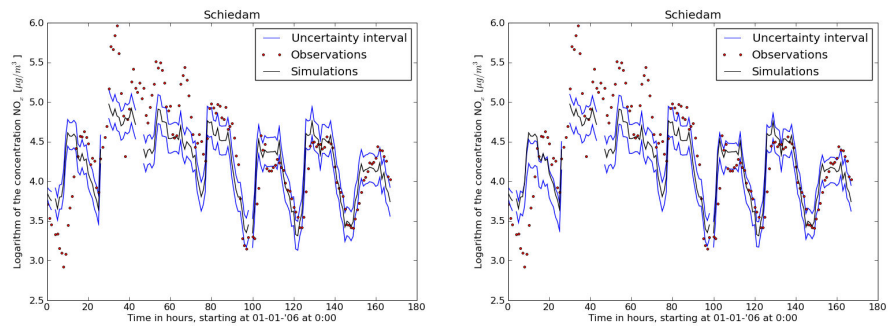 Schiedam
6.0
5.5
5.0
4.5
4.0
3.5
3.0
2.5
Logarithm of the concentration NOₓ [μg/m³ ]
Uncertainty interval
Observations
Simulations
0 20 40 60 80 100 120 140 160 180
Time in hours, starting at 01-01-'06 at 0:00
Schiedam
6.0
5.5
5.0
4.5
4.0
3.5
3.0
2.5
Logarithm of the concentration NOₓ [μg/m³ ]
Uncertainty interval
Observations
Simulations
0 20 40 60 80 100 120 140 160 180
Time in hours, starting at 01-01-'06 at 0:00